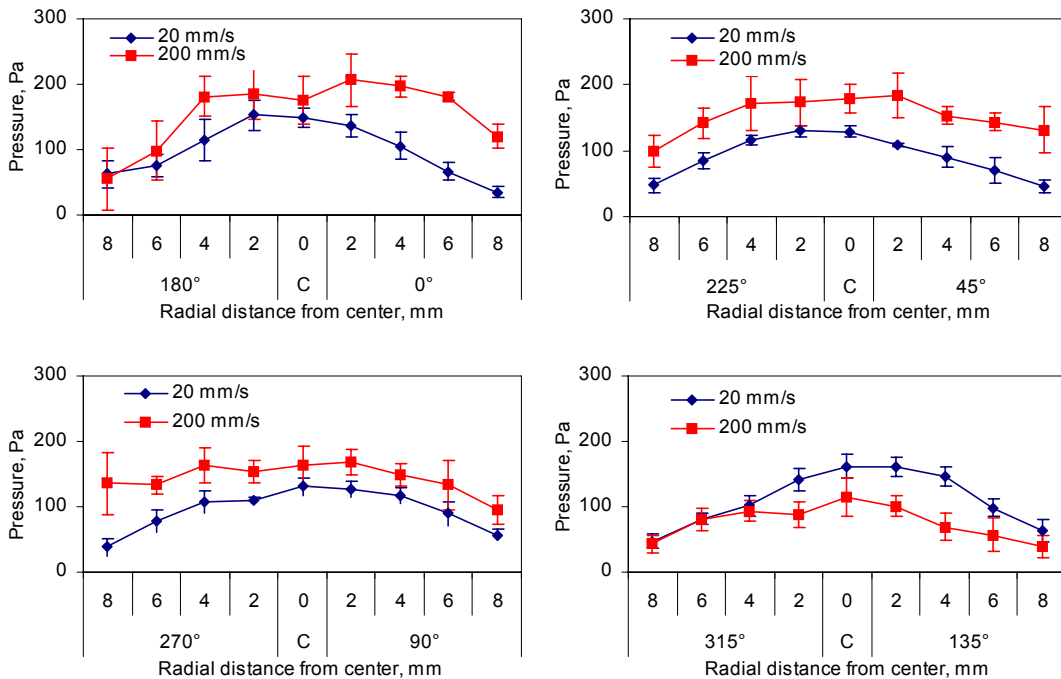 300
200
100
0
Pressure, Pa
20 mm/s
200 mm/s
8 6 4 2 0 2 4 6 8
180° C 0°
Radial distance from center, mm
300
200
100
0
Pressure, Pa
20 mm/s
200 mm/s
8 6 4 2 0 2 4 6 8
225° C 45°
Radial distance from center, mm
300
200
100
0
Pressure, Pa
20 mm/s
200 mm/s
8 6 4 2 0 2 4 6 8
270° C 90°
Radial distance from center, mm
300
200
100
0
Pressure, Pa
20 mm/s
200 mm/s
8 6 4 2 0 2 4 6 8
315° C 135°
Radial distance from center, mm